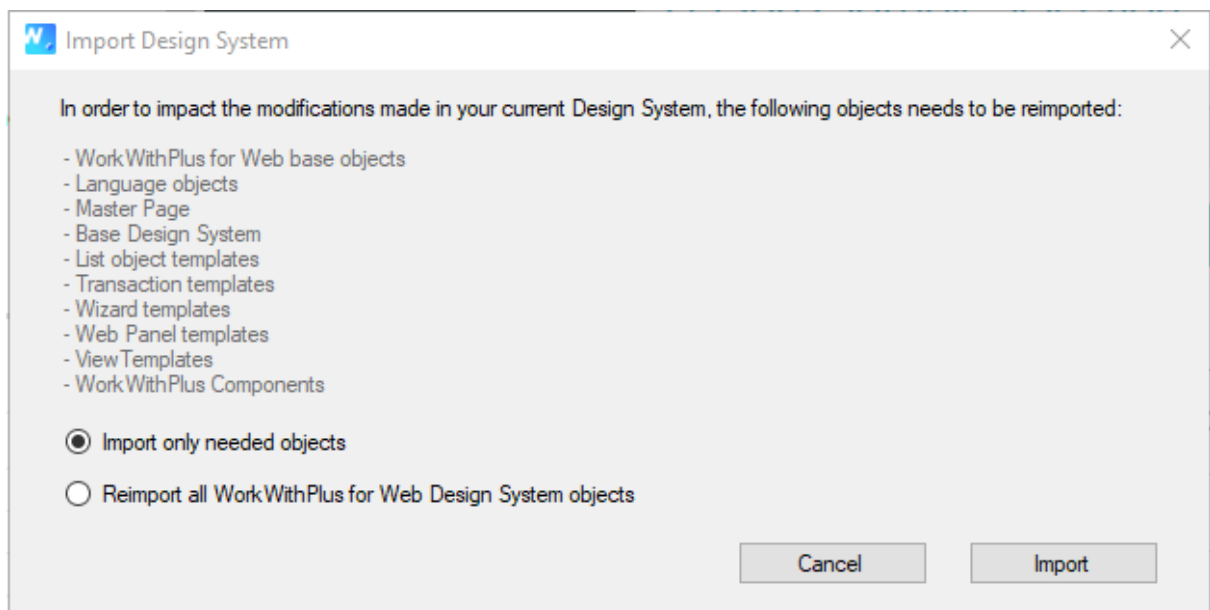 Import Design System
In order to impact the modifications made in your current Design System, the following objects needs to be reimported:
- WorkWithPlus for Web base objects
- Language objects
- Master Page
- Base Design System
- List object templates
- Transaction templates
- Wizard templates
- Web Panel templates
- View Templates
- WorkWithPlus Components
Import only needed objects
Reimport all WorkWithPlus for Web Design System objects
Cancel Import